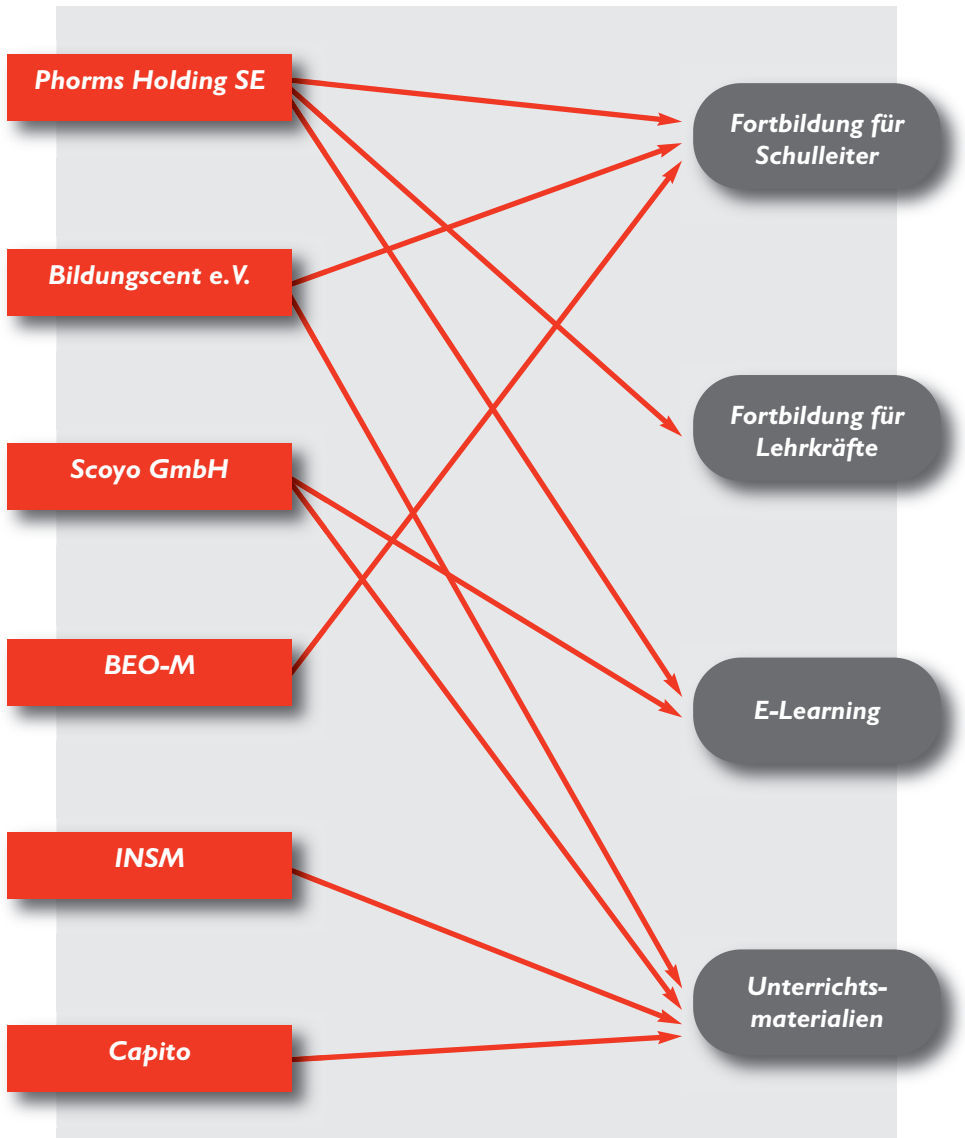 Phorms Holding SE
Bildungscent e.V.
Scoyo GmbH
BEO-M
INSM
Capito
Fortbildung für
Schulleiter
Fortbildung für
Lehrkräfte
E-Learning
Unterrichts-
materialien